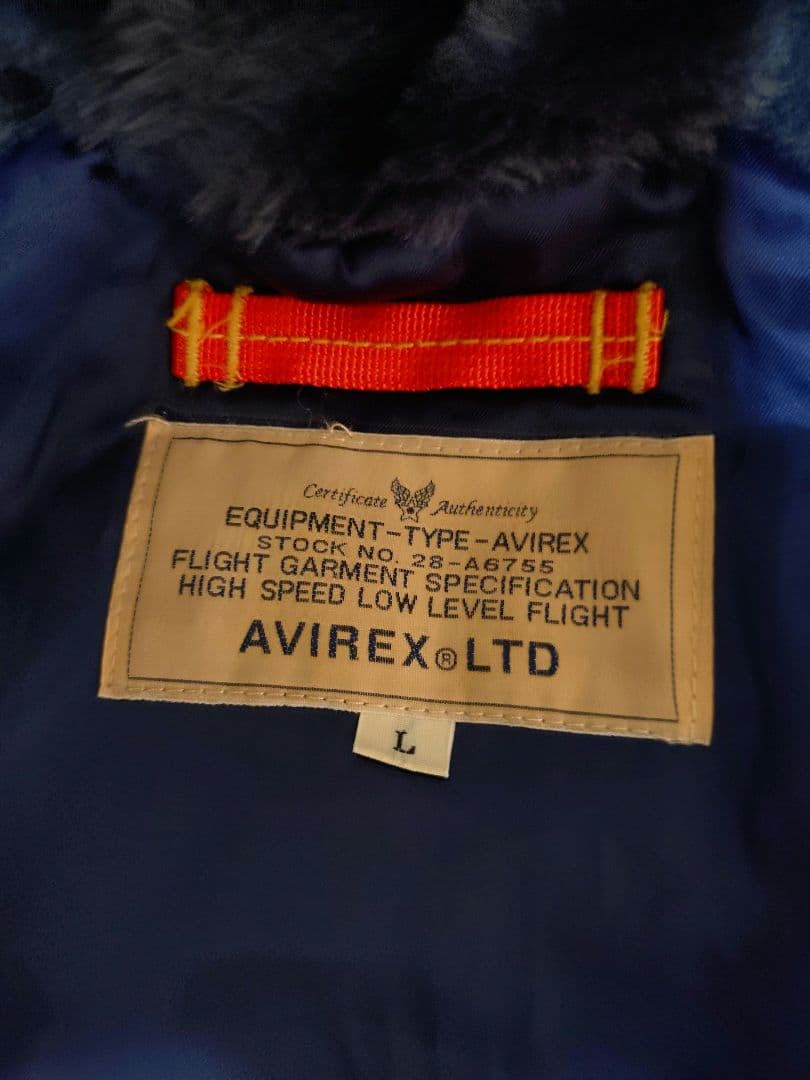 Certificate Authenticity
EQUIPMENT-TYPE-AVIREX
STOCK NO. 28-A6755
FLIGHT GARMENT SPECIFICATION
HIGH SPEED LOW LEVEL FLIGHT
AVIREX®LTD
L